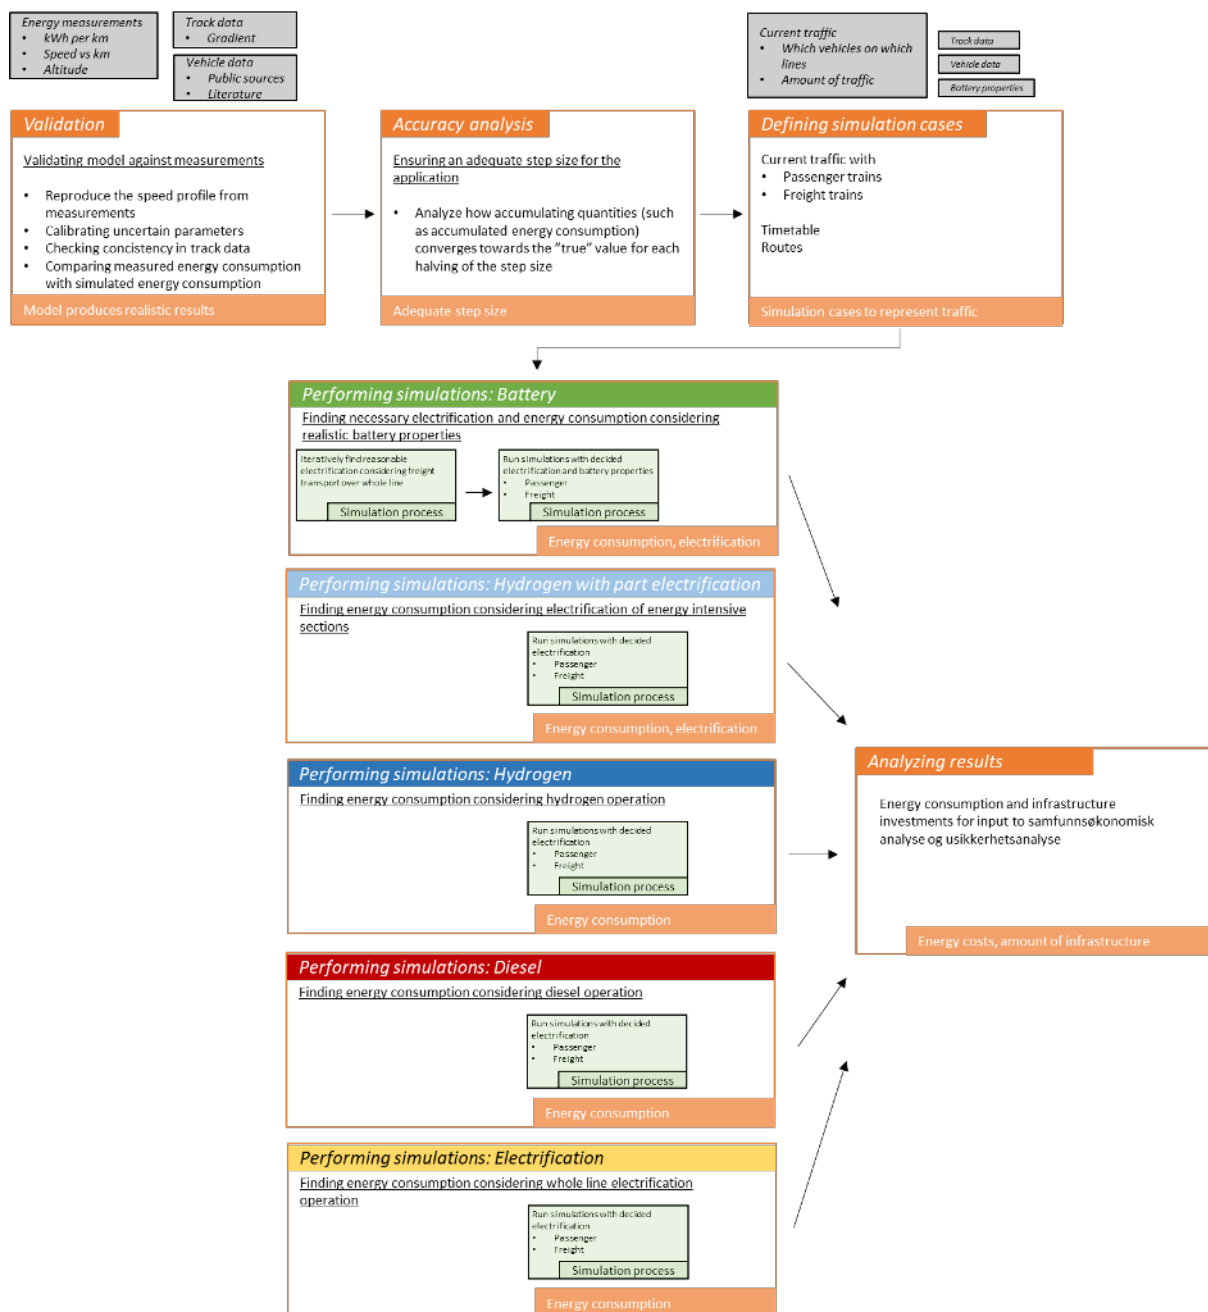 Energy measurements
• kWh per km
• Speed vs km
• Altitude
Track data
• Gradient
Vehicle data
• Public sources
• Literature
Current traffic
• Which vehicles on which
lines
• Amount of traffic
Track data
Vehicle data
Battery properties
Validation
Validating model against measurements
• Reproduce the speed profile from
measurements
• Calibrating uncertain parameters
• Checking concistency in track data
• Comparing measured energy consumption
with simulated energy consumption
Model produces realistic results
Accuracy analysis
Ensuring an adequate step size for the
application
• Analyze how accumulating quantities (such
as accumulated energy consumption)
converges towards the "true" value for each
halving of the step size
Adequate step size
Defining simulation cases
Current traffic with
• Passenger trains
• Freight trains
Timetable
Routes
Simulation cases to represent traffic
Performing simulations: Battery
Finding necessary electrification and energy consumption considering
realistic battery properties
Iteratively find reasonable
electrification considering freight
transport over whole line
Simulation process
Run simulations with decided
electrification and battery properties
• Passenger
• Freight
Simulation process
Energy consumption, electrification
Performing simulations: Hydrogen with part electrification
Finding energy consumption considering electrification of energy intensive
sections
Run simulations with decided
electrification
• Passenger
• Freight
Simulation process
Energy consumption, electrification
Performing simulations: Hydrogen
Finding energy consumption considering hydrogen operation
Run simulations with decided
electrification
• Passenger
• Freight
Simulation process
Energy consumption
Performing simulations: Diesel
Finding energy consumption considering diesel operation
Run simulations with decided
electrification
• Passenger
• Freight
Simulation process
Energy consumption
Performing simulations: Electrification
Finding energy consumption considering whole line electrification
operation
Run simulations with decided
electrification
• Passenger
• Freight
Simulation process
Energy consumption
Analyzing results
Energy consumption and infrastructure
investments for input to samfunnsøkonomisk
analyse og usikkerhetsanalyse
Energy costs, amount of infrastructure